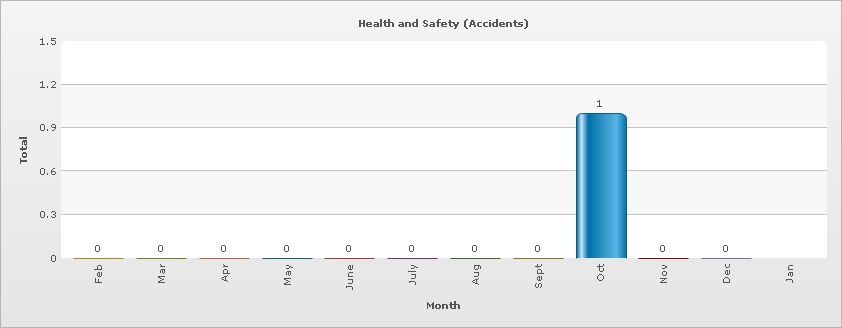 Health and Safety (Accidents)
1.5
1.2
0.9
0.6
0.3
0
Total
0 0 0 0 0 0 0 0 1 0 0
Feb Mar Apr May June July Aug Sept Oct Nov Dec Jan
Month